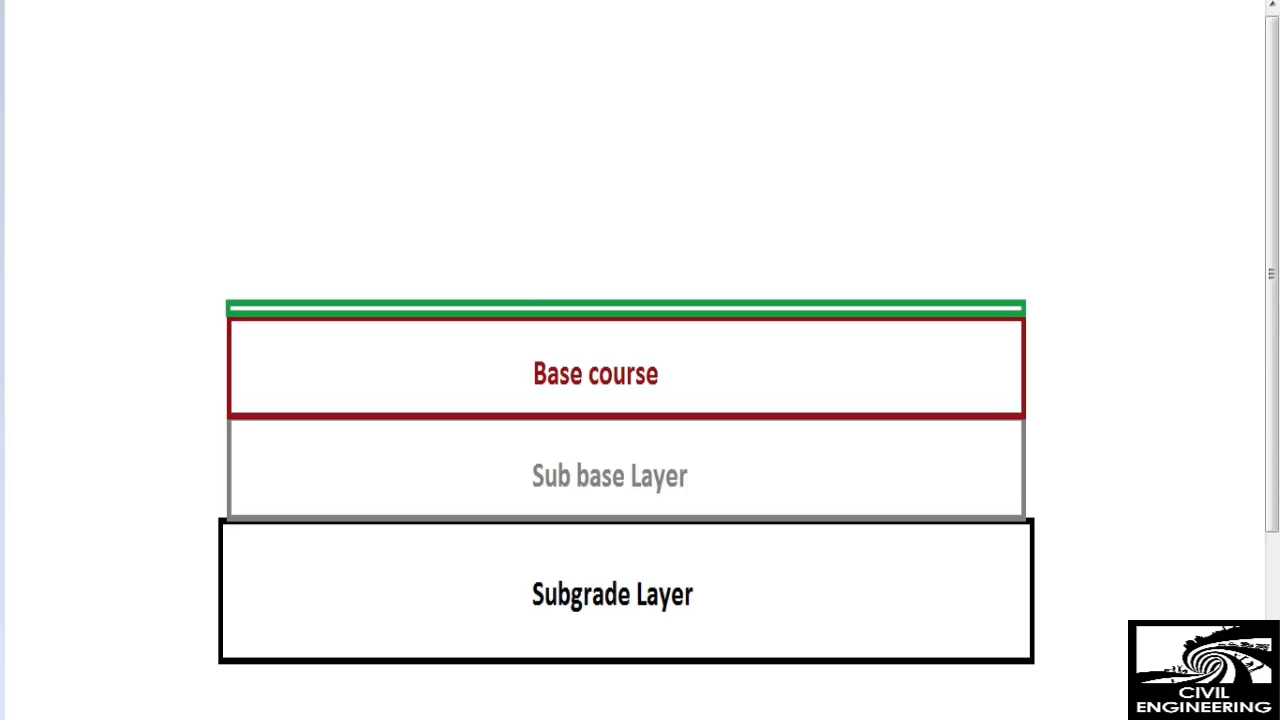 Base course
Sub base Layer
Subgrade Layer
CIVIL
ENGINEERING